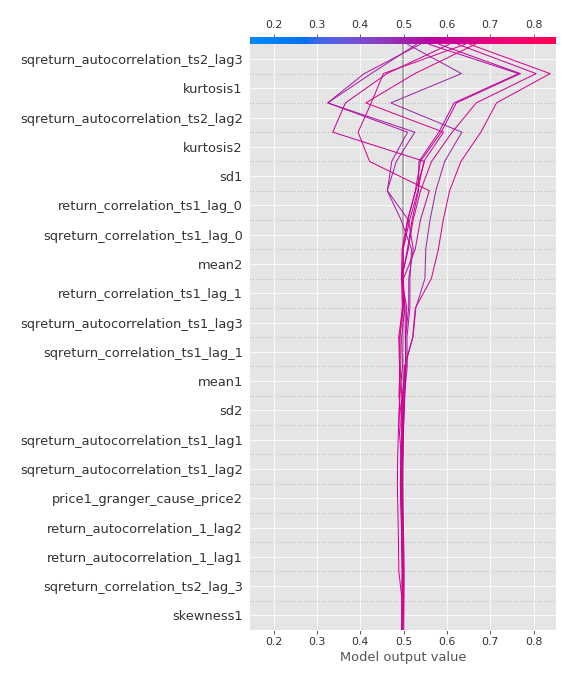 0.2 0.3 0.4 0.5 0.6 0.7 0.8
sqreturn_autocorrelation_ts2_lag3
kurtosis1
sqreturn_autocorrelation_ts2_lag2
kurtosis2
sd1
return_correlation_ts1_lag_0
sqreturn_correlation_ts1_lag_0
mean2
return_correlation_ts1_lag_1
sqreturn_autocorrelation_ts1_lag3
sqreturn_correlation_ts1_lag_1
mean1
sd2
sqreturn_autocorrelation_ts1_lag1
sqreturn_autocorrelation_ts1_lag2
price1_granger_cause_price2
return_autocorrelation_1_lag2
return_autocorrelation_1_lag1
sqreturn_correlation_ts2_lag_3
skewness1
0.2 0.3 0.4 0.5 0.6 0.7 0.8
Model output value